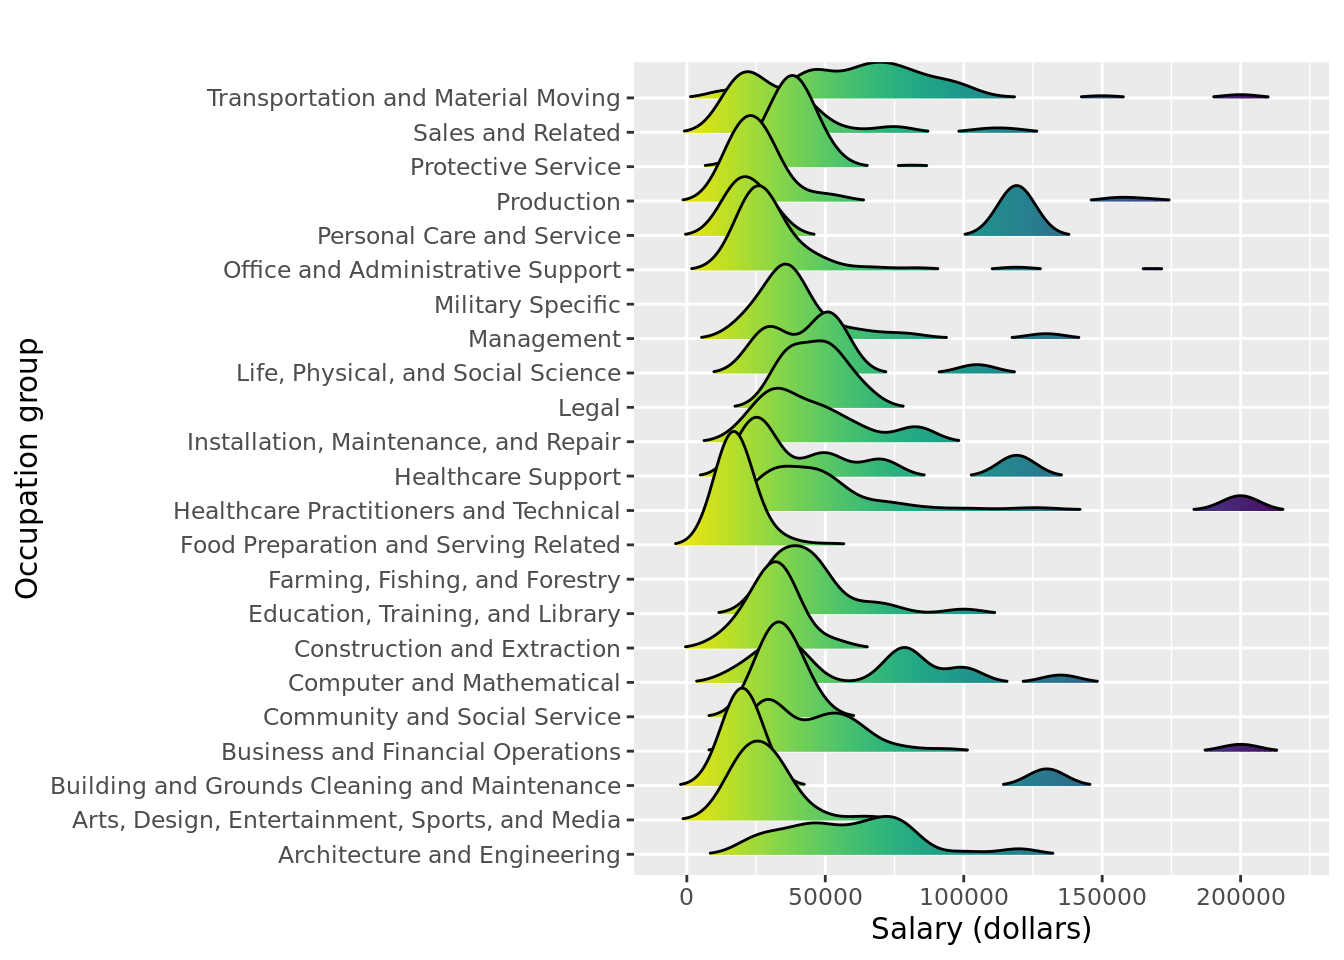 Transportation and Material Moving
Sales and Related
Protective Service
Production
Personal Care and Service
Office and Administrative Support
Military Specific
Management
Life, Physical, and Social Science
Legal
Installation, Maintenance, and Repair
Healthcare Support
Healthcare Practitioners and Technical
Food Preparation and Serving Related
Farming, Fishing, and Forestry
Education, Training, and Library
Construction and Extraction
Computer and Mathematical
Community and Social Service
Business and Financial Operations
Building and Grounds Cleaning and Maintenance
Arts, Design, Entertainment, Sports, and Media
Architecture and Engineering
Occupation group
0 50000 100000 150000 200000
Salary (dollars)